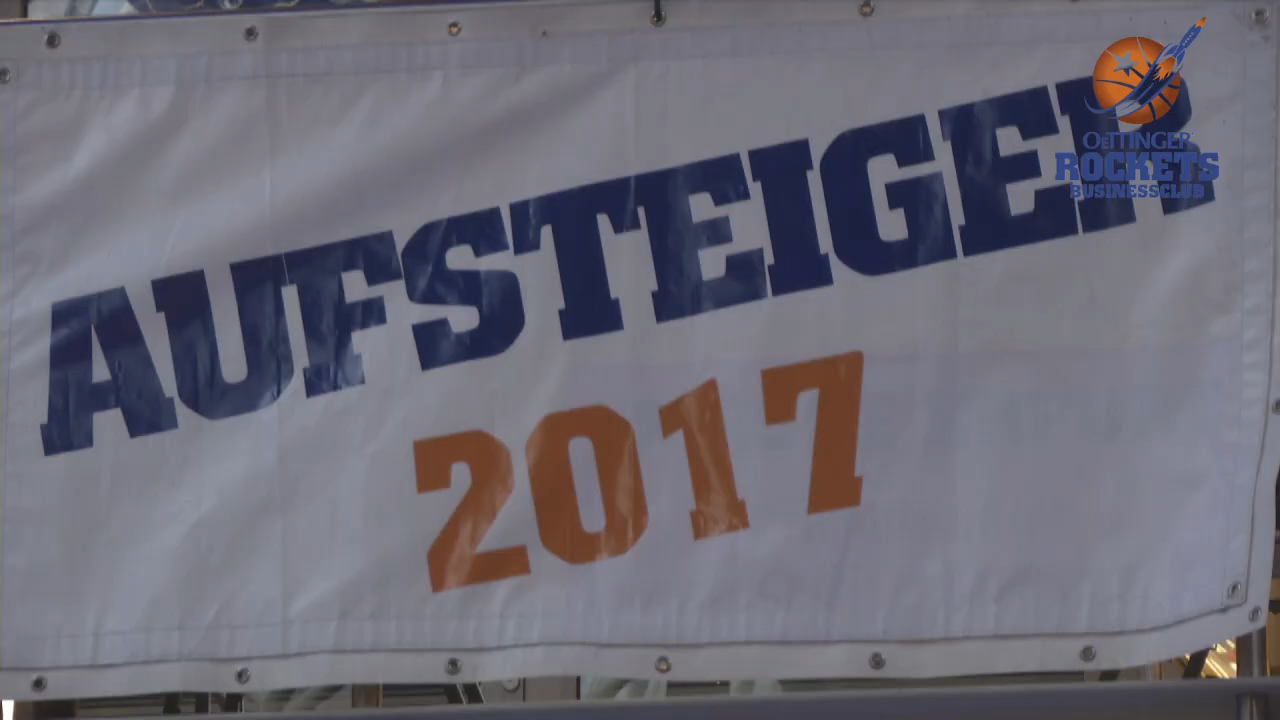 AUFSTEIGER
2017
OeTTINGER
ROCKETS
BUSINESSCLUB